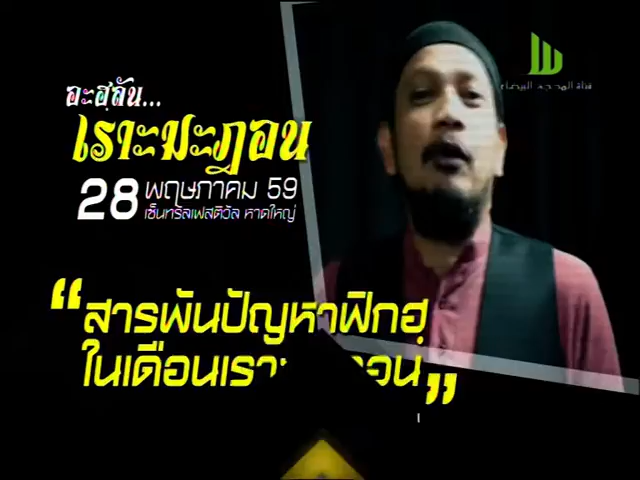 อะฮฺลัน...
เราะมะฎอน
28 พฤษภาคม 59
เซ็นทรัลเฟสติวัล หาดใหญ่
“สารพันปัญหาฟิกฮฺ
ในเดือน”
قناة المحجة البيضاء